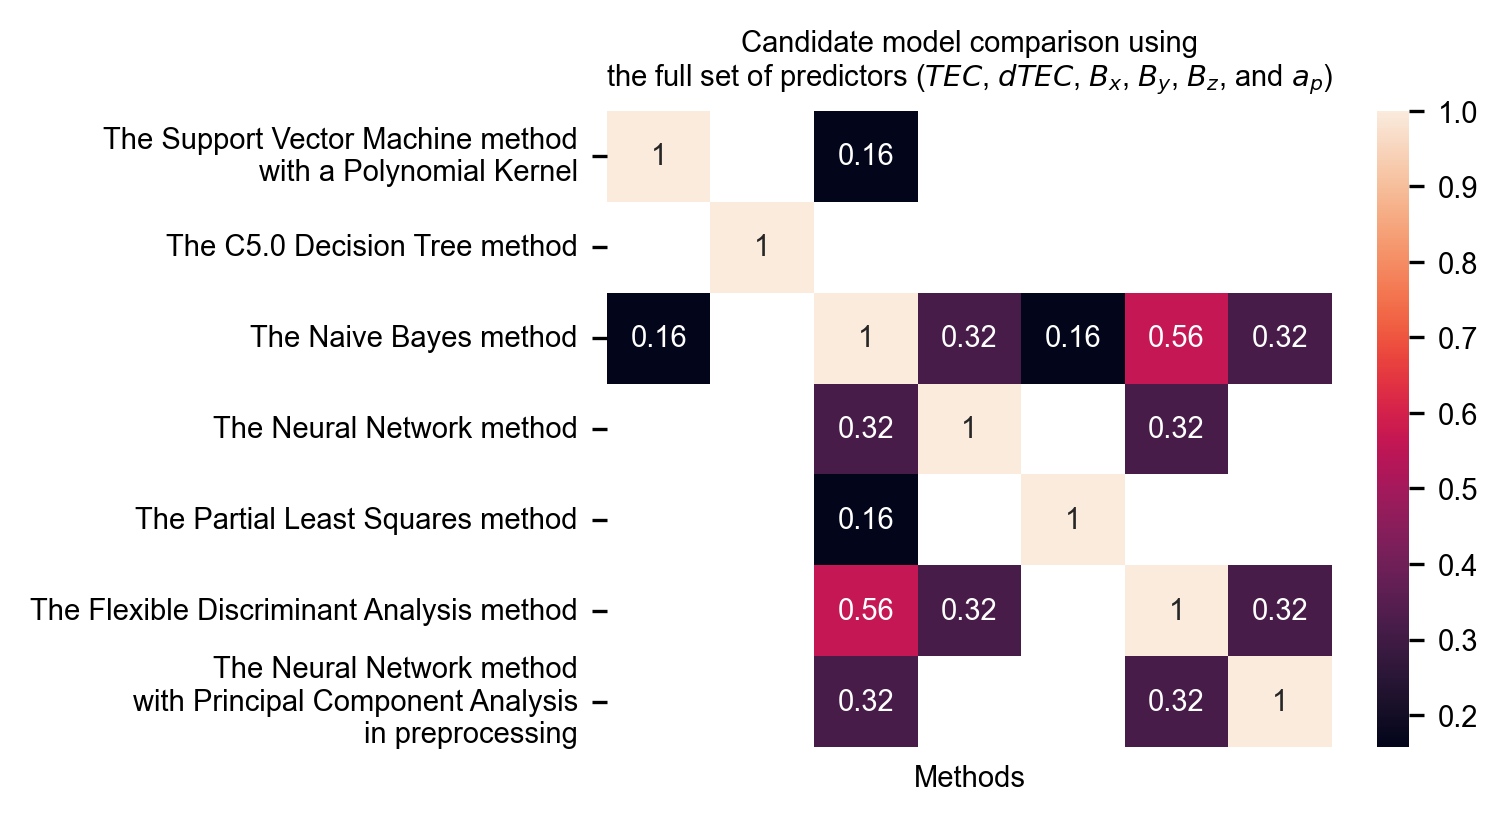 Candidate model comparison using
the full set of predictors (TEC, dTEC, Bx, By, Bz, and ap)
The Support Vector Machine method
with a Polynomial Kernel
1 0.16
The C5.0 Decision Tree method
1
The Naive Bayes method
0.16 1 0.32 0.16 0.56 0.32
The Neural Network method
0.32 1 0.32
The Partial Least Squares method
0.16 1
The Flexible Discriminant Analysis method
0.56 0.32 1 0.32
The Neural Network method
with Principal Component Analysis
in preprocessing
0.32 0.32 1
Methods
1.0
0.9
0.8
0.7
0.6
0.5
0.4
0.3
0.2